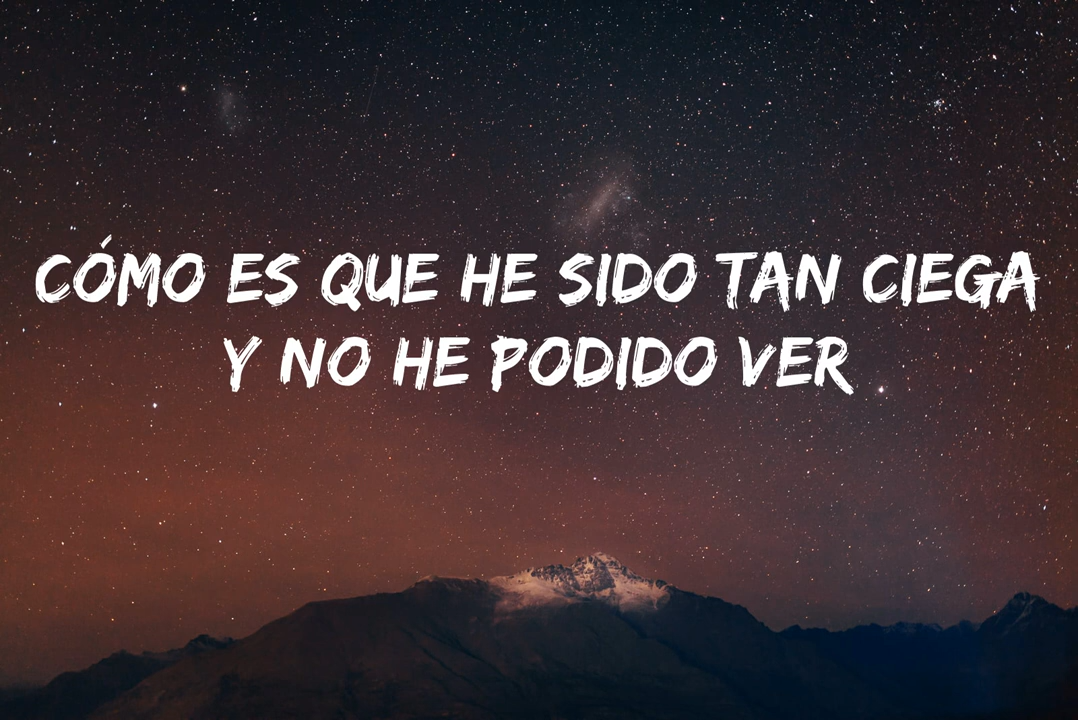 CÓMO ES QUE HE SIDO TAN CIEGA
Y NO HE PODIDO VER